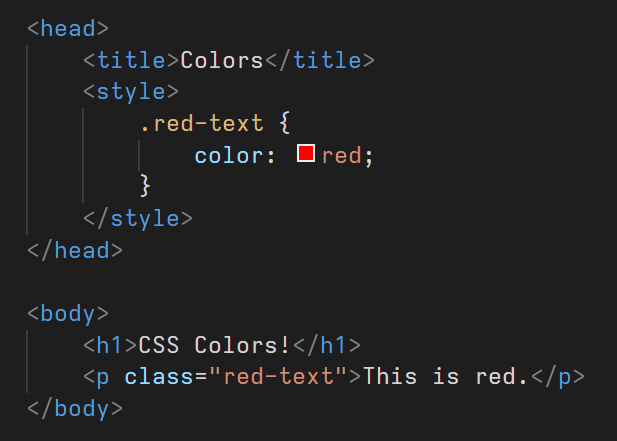 <head>
<title>Colors</title>
<style>
.red-text {
color: red;
}
</style>
</head>
<body>
<h1>CSS Colors!</h1>
<p class="red-text">This is red.</p>
</body>